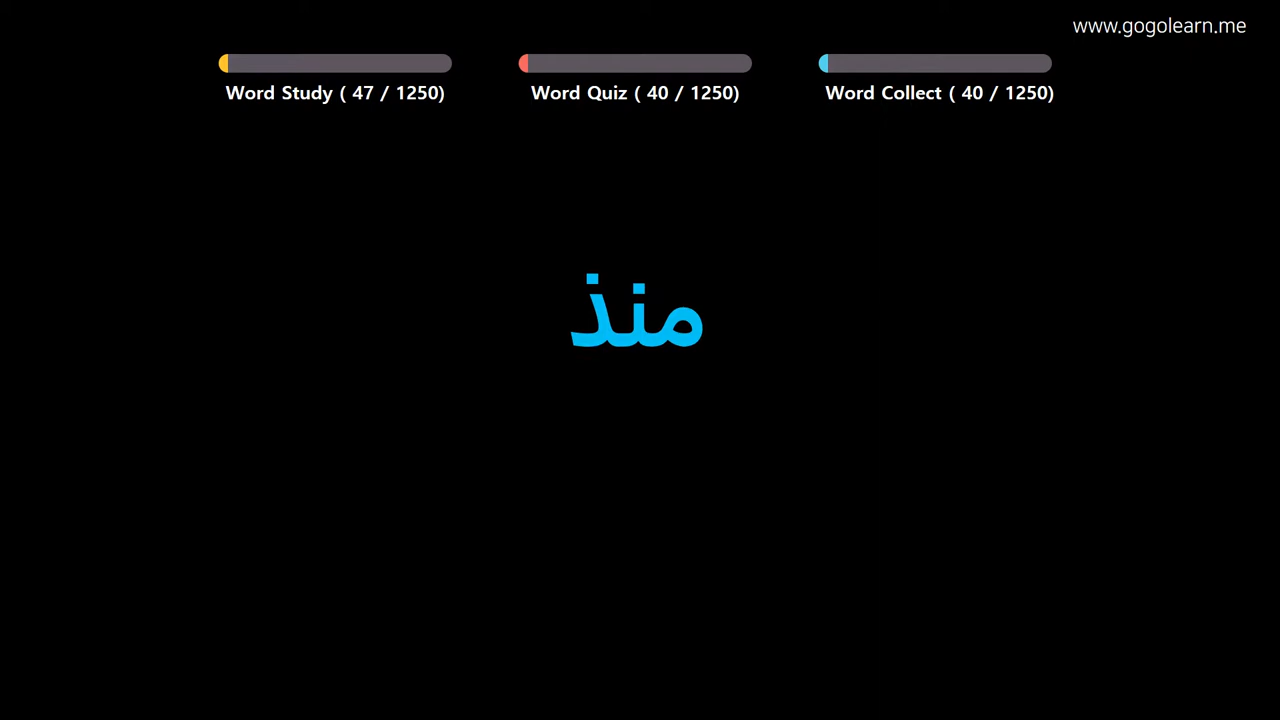 www.gogolearn.me
Word Study ( 47 / 1250)
Word Quiz ( 40 / 1250)
Word Collect ( 40 / 1250)
منذ